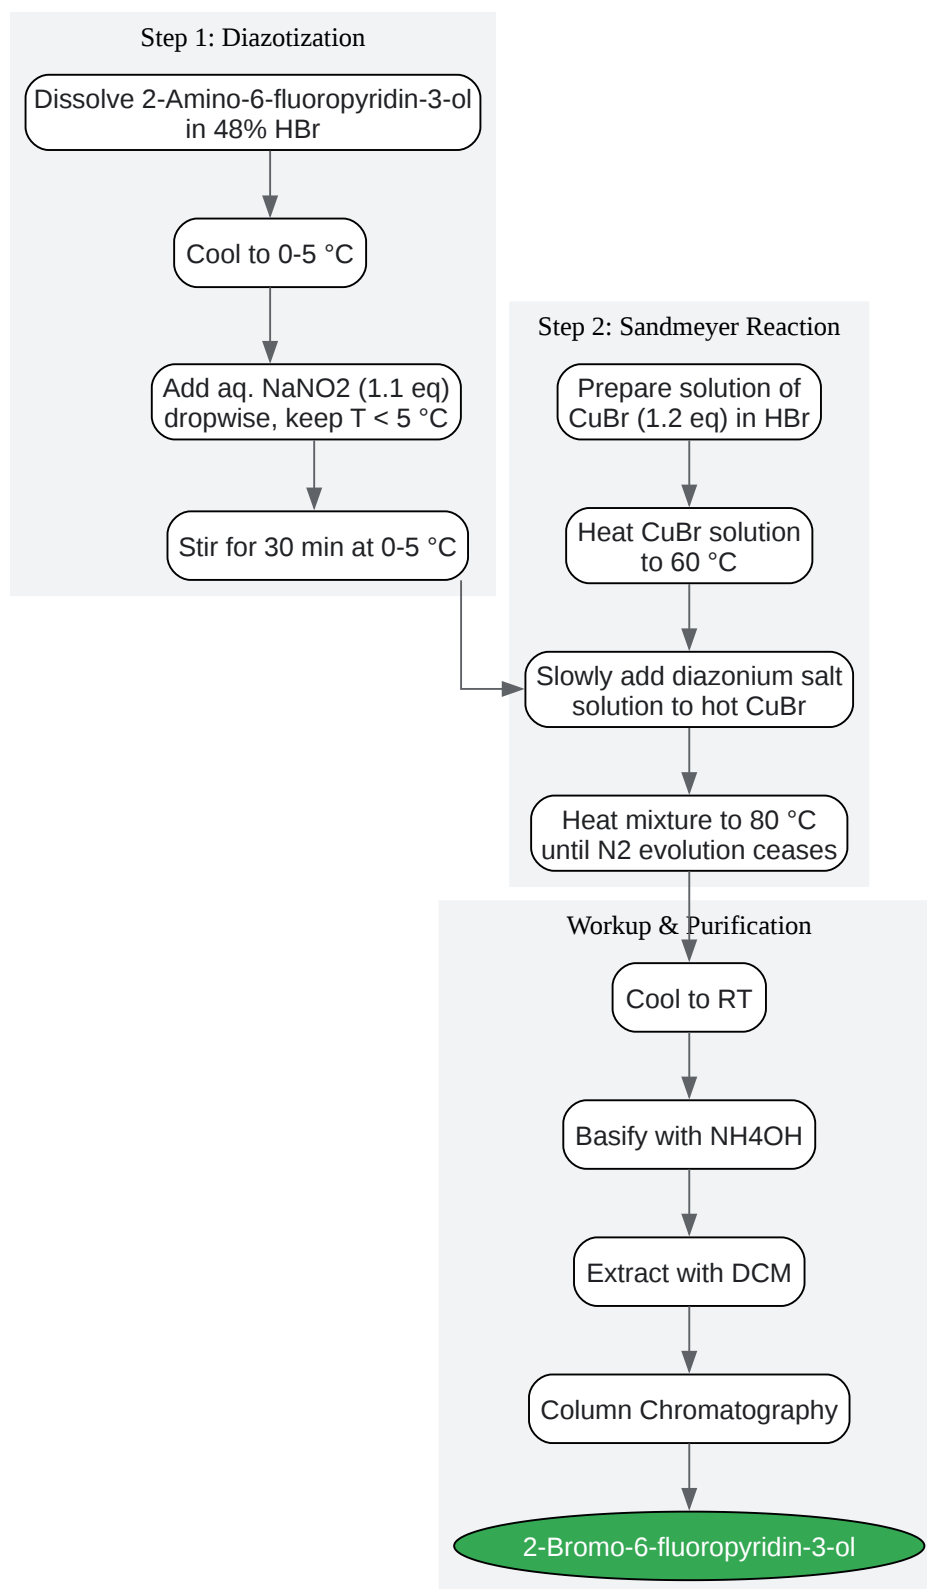 Step 1: Diazotization
Dissolve 2-Amino-6-fluoropyridin-3-ol
in 48% HBr
Cool to 0-5 °C
Add aq. NaNO2 (1.1 eq)
dropwise, keep T < 5 °C
Stir for 30 min at 0-5 °C
Step 2: Sandmeyer Reaction
Prepare solution of
CuBr (1.2 eq) in HBr
Heat CuBr solution
to 60 °C
Slowly add diazonium salt
solution to hot CuBr
Heat mixture to 80 °C
until N2 evolution ceases
Workup & Purification
Cool to RT
Basify with NH4OH
Extract with DCM
Column Chromatography
2-Bromo-6-fluoropyridin-3-ol